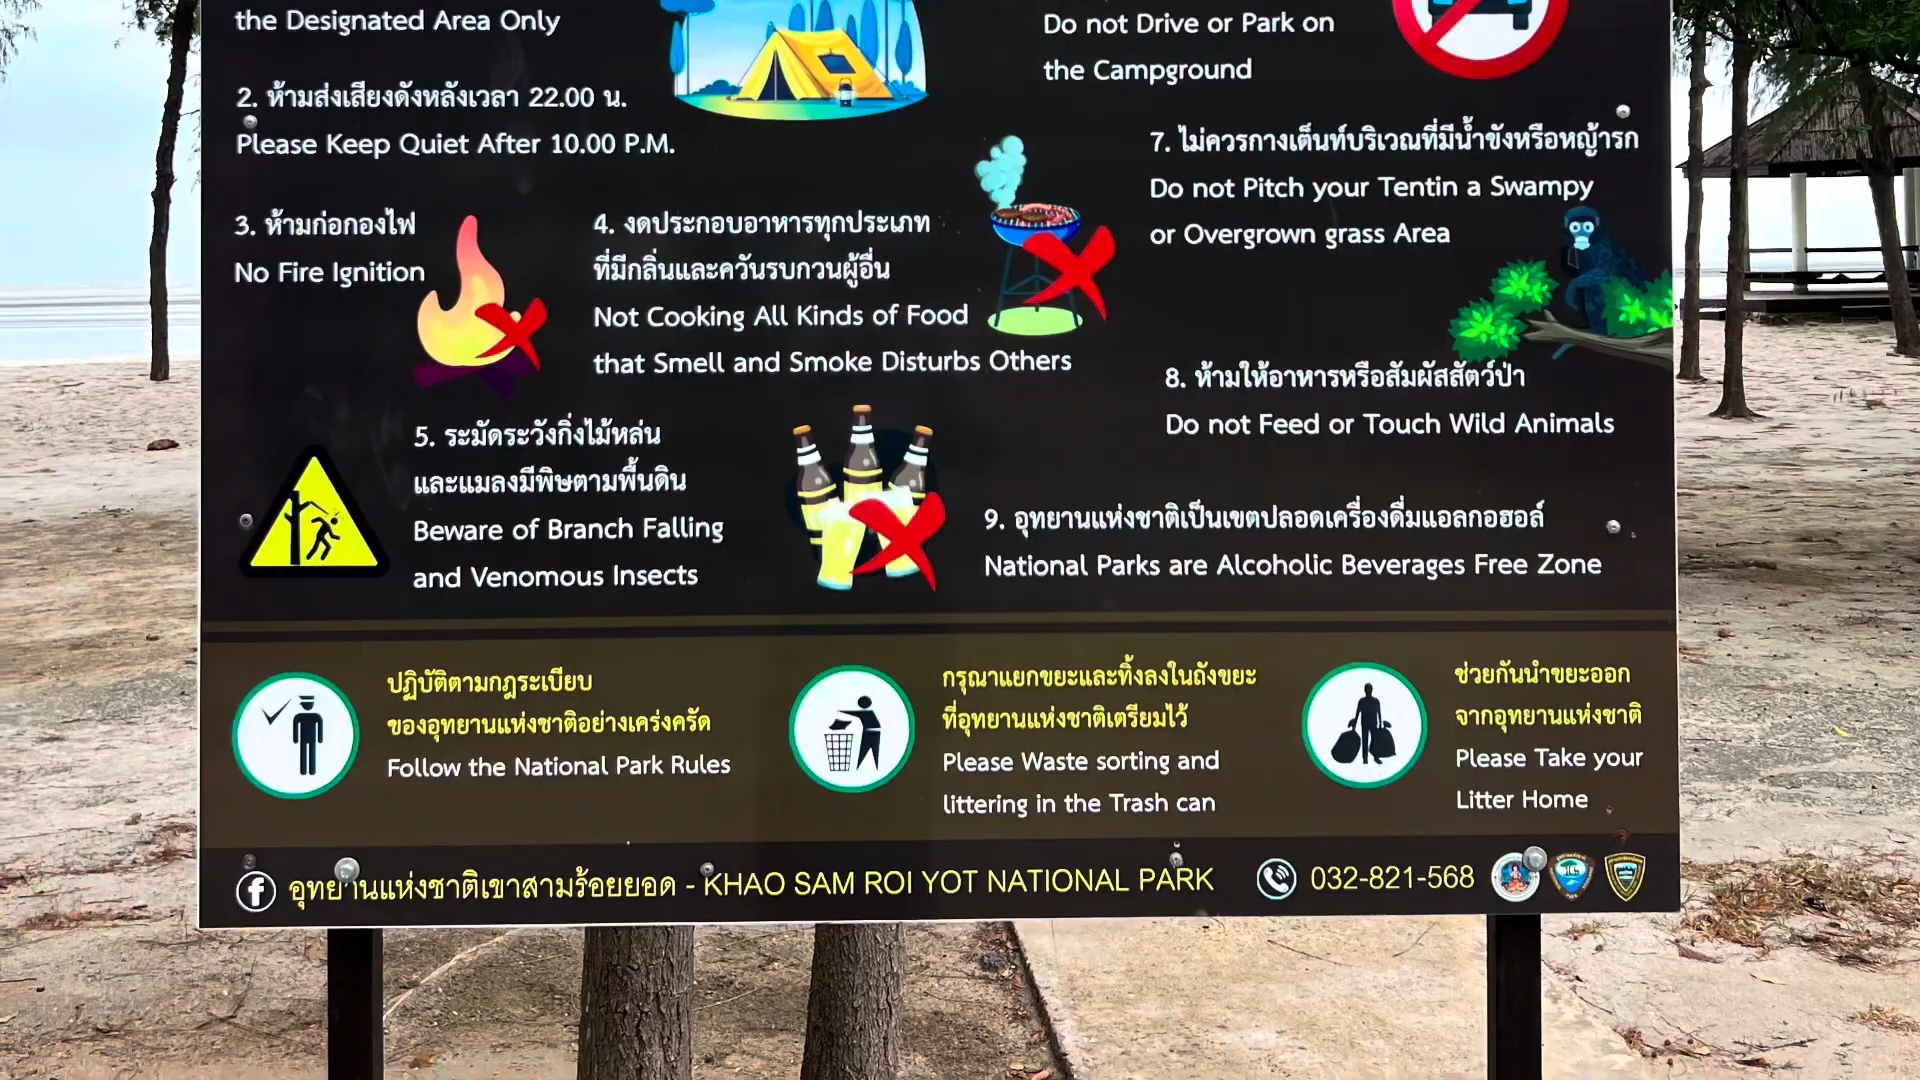 the Designated Area Only
2. ห้ามส่งเสียงดังหลังเวลา 22.00 น.
Please Keep Quiet After 10.00 P.M.
3. ห้ามก่อกองไฟ
No Fire Ignition
4. งดประกอบอาหารทุกประเภท
ที่มีกลิ่นและควันรบกวนผู้อื่น
Not Cooking All Kinds of Food
that Smell and Smoke Disturbs Others
5. ระมัดระวังกิ่งไม้หล่น
และแมลงมีพิษตามพื้นดิน
Beware of Branch Falling
and Venomous Insects
Do not Drive or Park on
the Campground
7. ไม่ควรกางเต็นท์บริเวณที่มีน้ำขังหรือหญ้ารก
Do not Pitch your Tentin a Swampy
or Overgrown grass Area
8. ห้ามให้อาหารหรือสัมผัสสัตว์ป่า
Do not Feed or Touch Wild Animals
9. อุทยานแห่งชาติเป็นเขตปลอดเครื่องดื่มแอลกอฮอล์
National Parks are Alcoholic Beverages Free Zone
ปฏิบัติตามกฎระเบียบ
ของอุทยานแห่งชาติอย่างเคร่งครัด
Follow the National Park Rules
กรุณาแยกขยะและทิ้งลงในถังขยะ
ที่อุทยานแห่งชาติเตรียมไว้
Please Waste sorting and
littering in the Trash can
ช่วยกันนำขยะออก
จากอุทยานแห่งชาติ
Please Take your
Litter Home
อุทยานแห่งชาติเขาสามร้อยยอด - KHAO SAM ROI YOT NATIONAL PARK
032-821-568